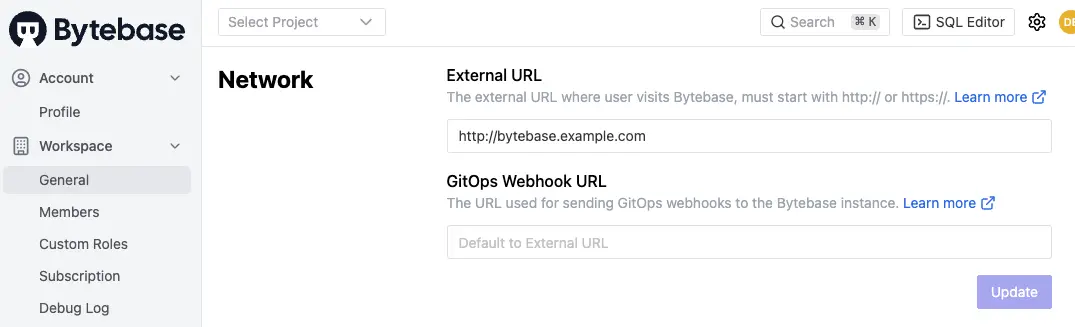 Bytebase
Select Project
Search ⌘ K
SQL Editor
DE
Account
Profile
Workspace
General
Members
Custom Roles
Subscription
Debug Log
Network
External URL
The external URL where user visits Bytebase, must start with http:// or https://. Learn more
http://bytebase.example.com
GitOps Webhook URL
The URL used for sending GitOps webhooks to the Bytebase instance. Learn more
Default to External URL
Update